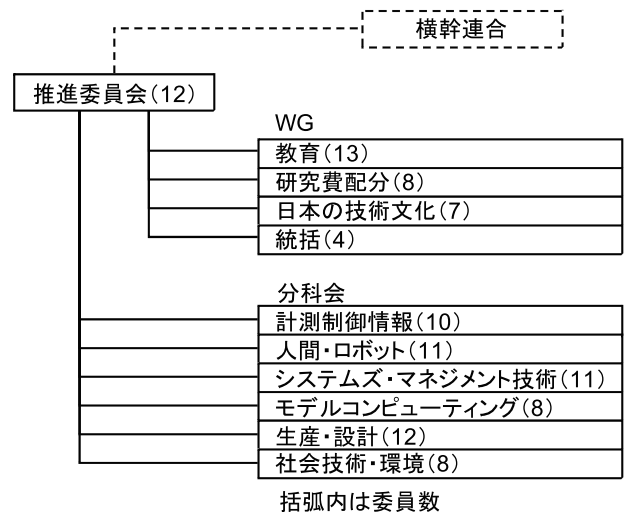 横幹連合
推進委員会(12)
WG
教育(13)
研究費配分(8)
日本の技術文化(7)
統括(4)
分科会
計測制御情報(10)
人間・ロボット(11)
システムズ・マネジメント技術(11)
モデルコンピューティング(8)
生産・設計(12)
社会技術・環境(8)
括弧内は委員数